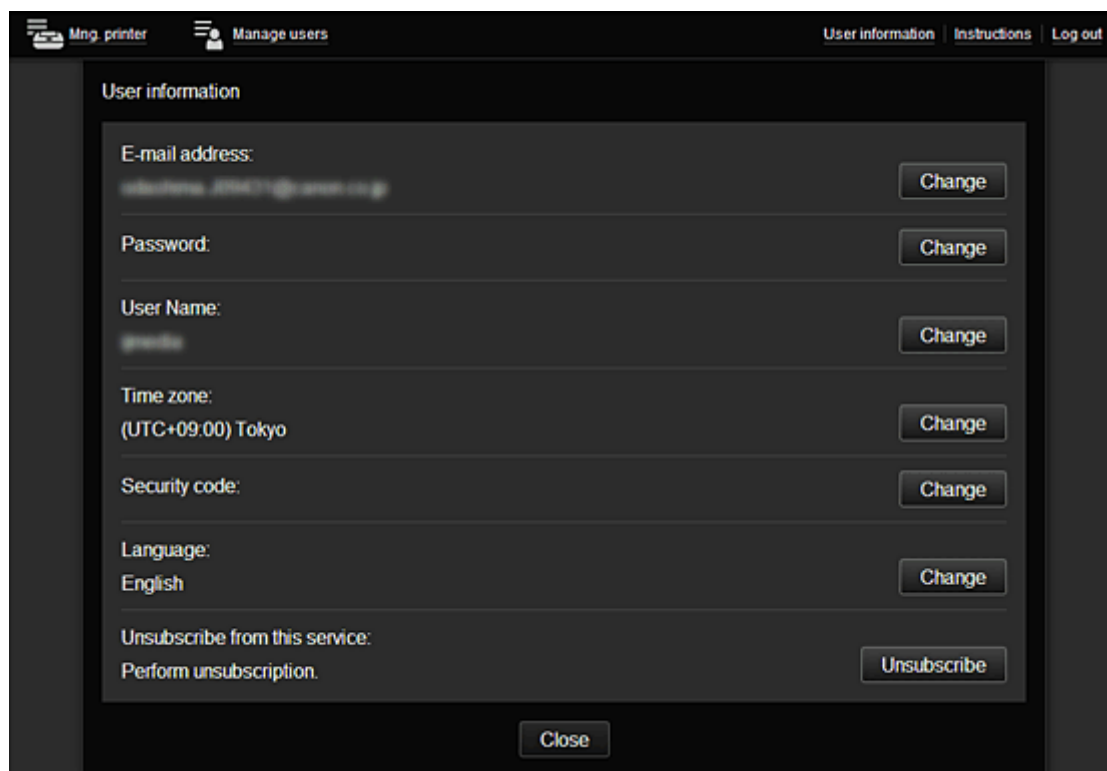 Mng. printer Manage users User information Instructions Log out
User information
E-mail address:
Change
Password:
Change
User Name:
Change
Time zone:
(UTC+09:00) Tokyo
Change
Security code:
Change
Language:
English
Change
Unsubscribe from this service:
Perform unsubscription.
Unsubscribe
Close